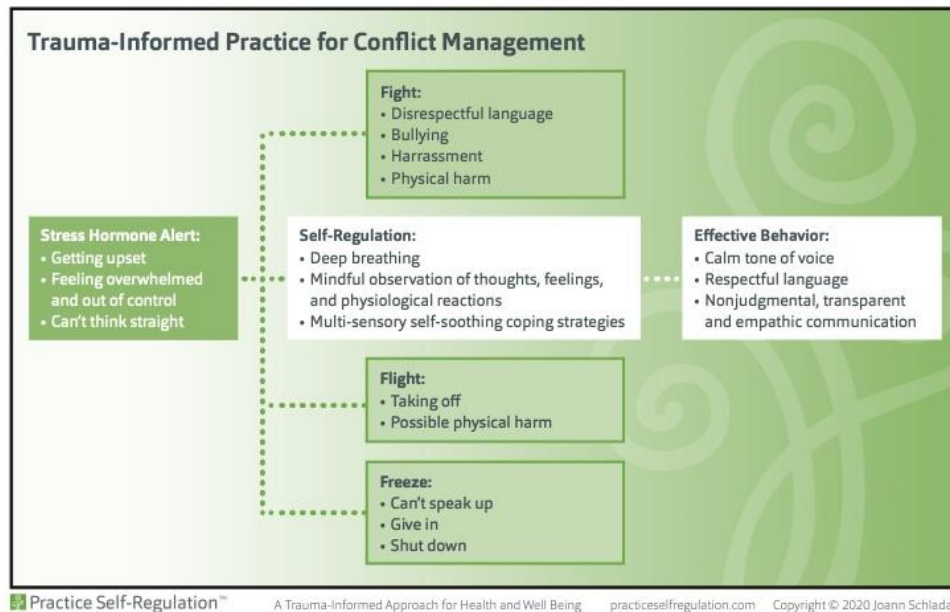 Trauma-Informed Practice for Conflict Management
Fight:
• Disrespectful language
• Bullying
• Harrassment
• Physical harm
Stress Hormone Alert:
• Getting upset
• Feeling overwhelmed
and out of control
• Can't think straight
Self-Regulation:
• Deep breathing
• Mindful observation of thoughts, feelings,
and physiological reactions
• Multi-sensory self-soothing coping strategies
Effective Behavior:
• Calm tone of voice
• Respectful language
• Nonjudgmental, transparent
and empathic communication
Flight:
• Taking off
• Possible physical harm
Freeze:
• Can't speak up
• Give in
• Shut down
Practice Self-Regulation™ A Trauma-Informed Approach for Health and Well Being practiceselfregulation.com Copyright © 2020 Joann